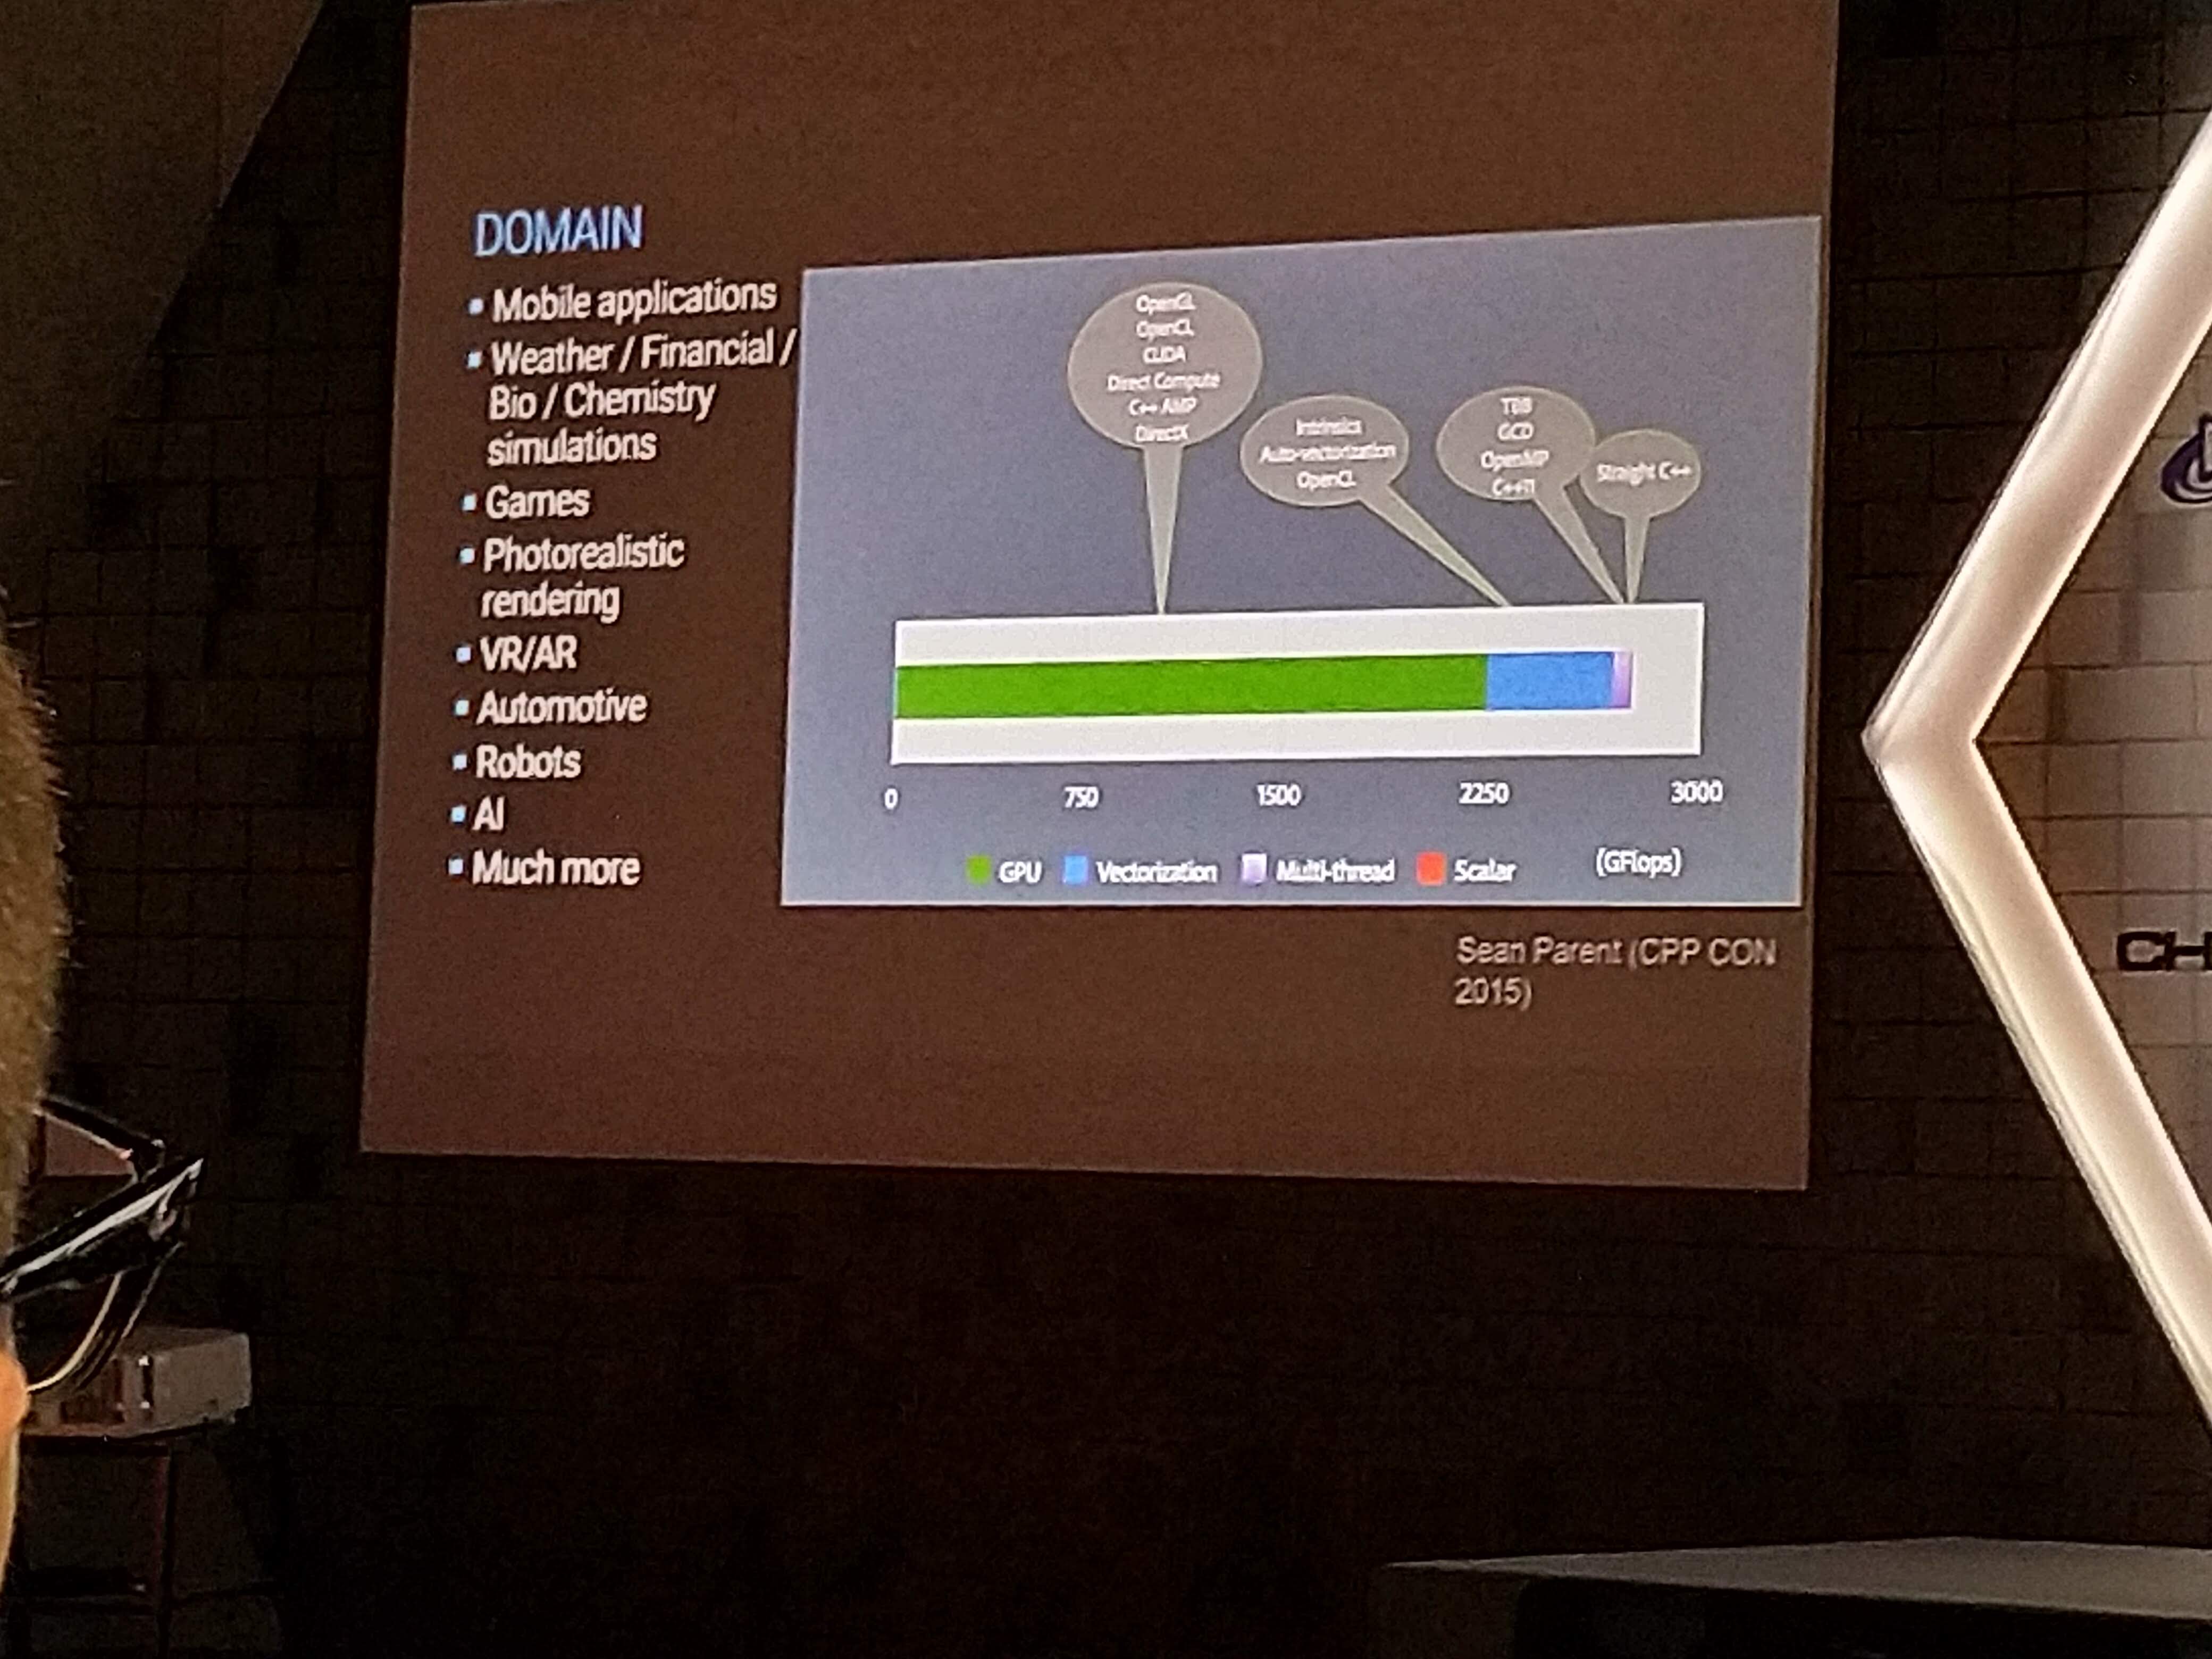 DOMAIN
Mobile applications
Weather / Financial /
Bio / Chemistry
simulations
Games
Photorealistic
rendering
VR/AR
Automotive
Robots
AI
Much more
OpenGL
OpenCL
CUDA
Direct Compute
C++ AMP
DirectX
Intrinsics
Auto-vectorization
OpenCL
TBB
GCD
OpenMP
C++11
Straight C++
0 750 1500 2250 3000
GPU Vectorization Multi-thread Scalar (GFlops)
Sean Parent (CPP CON
2015)
CH